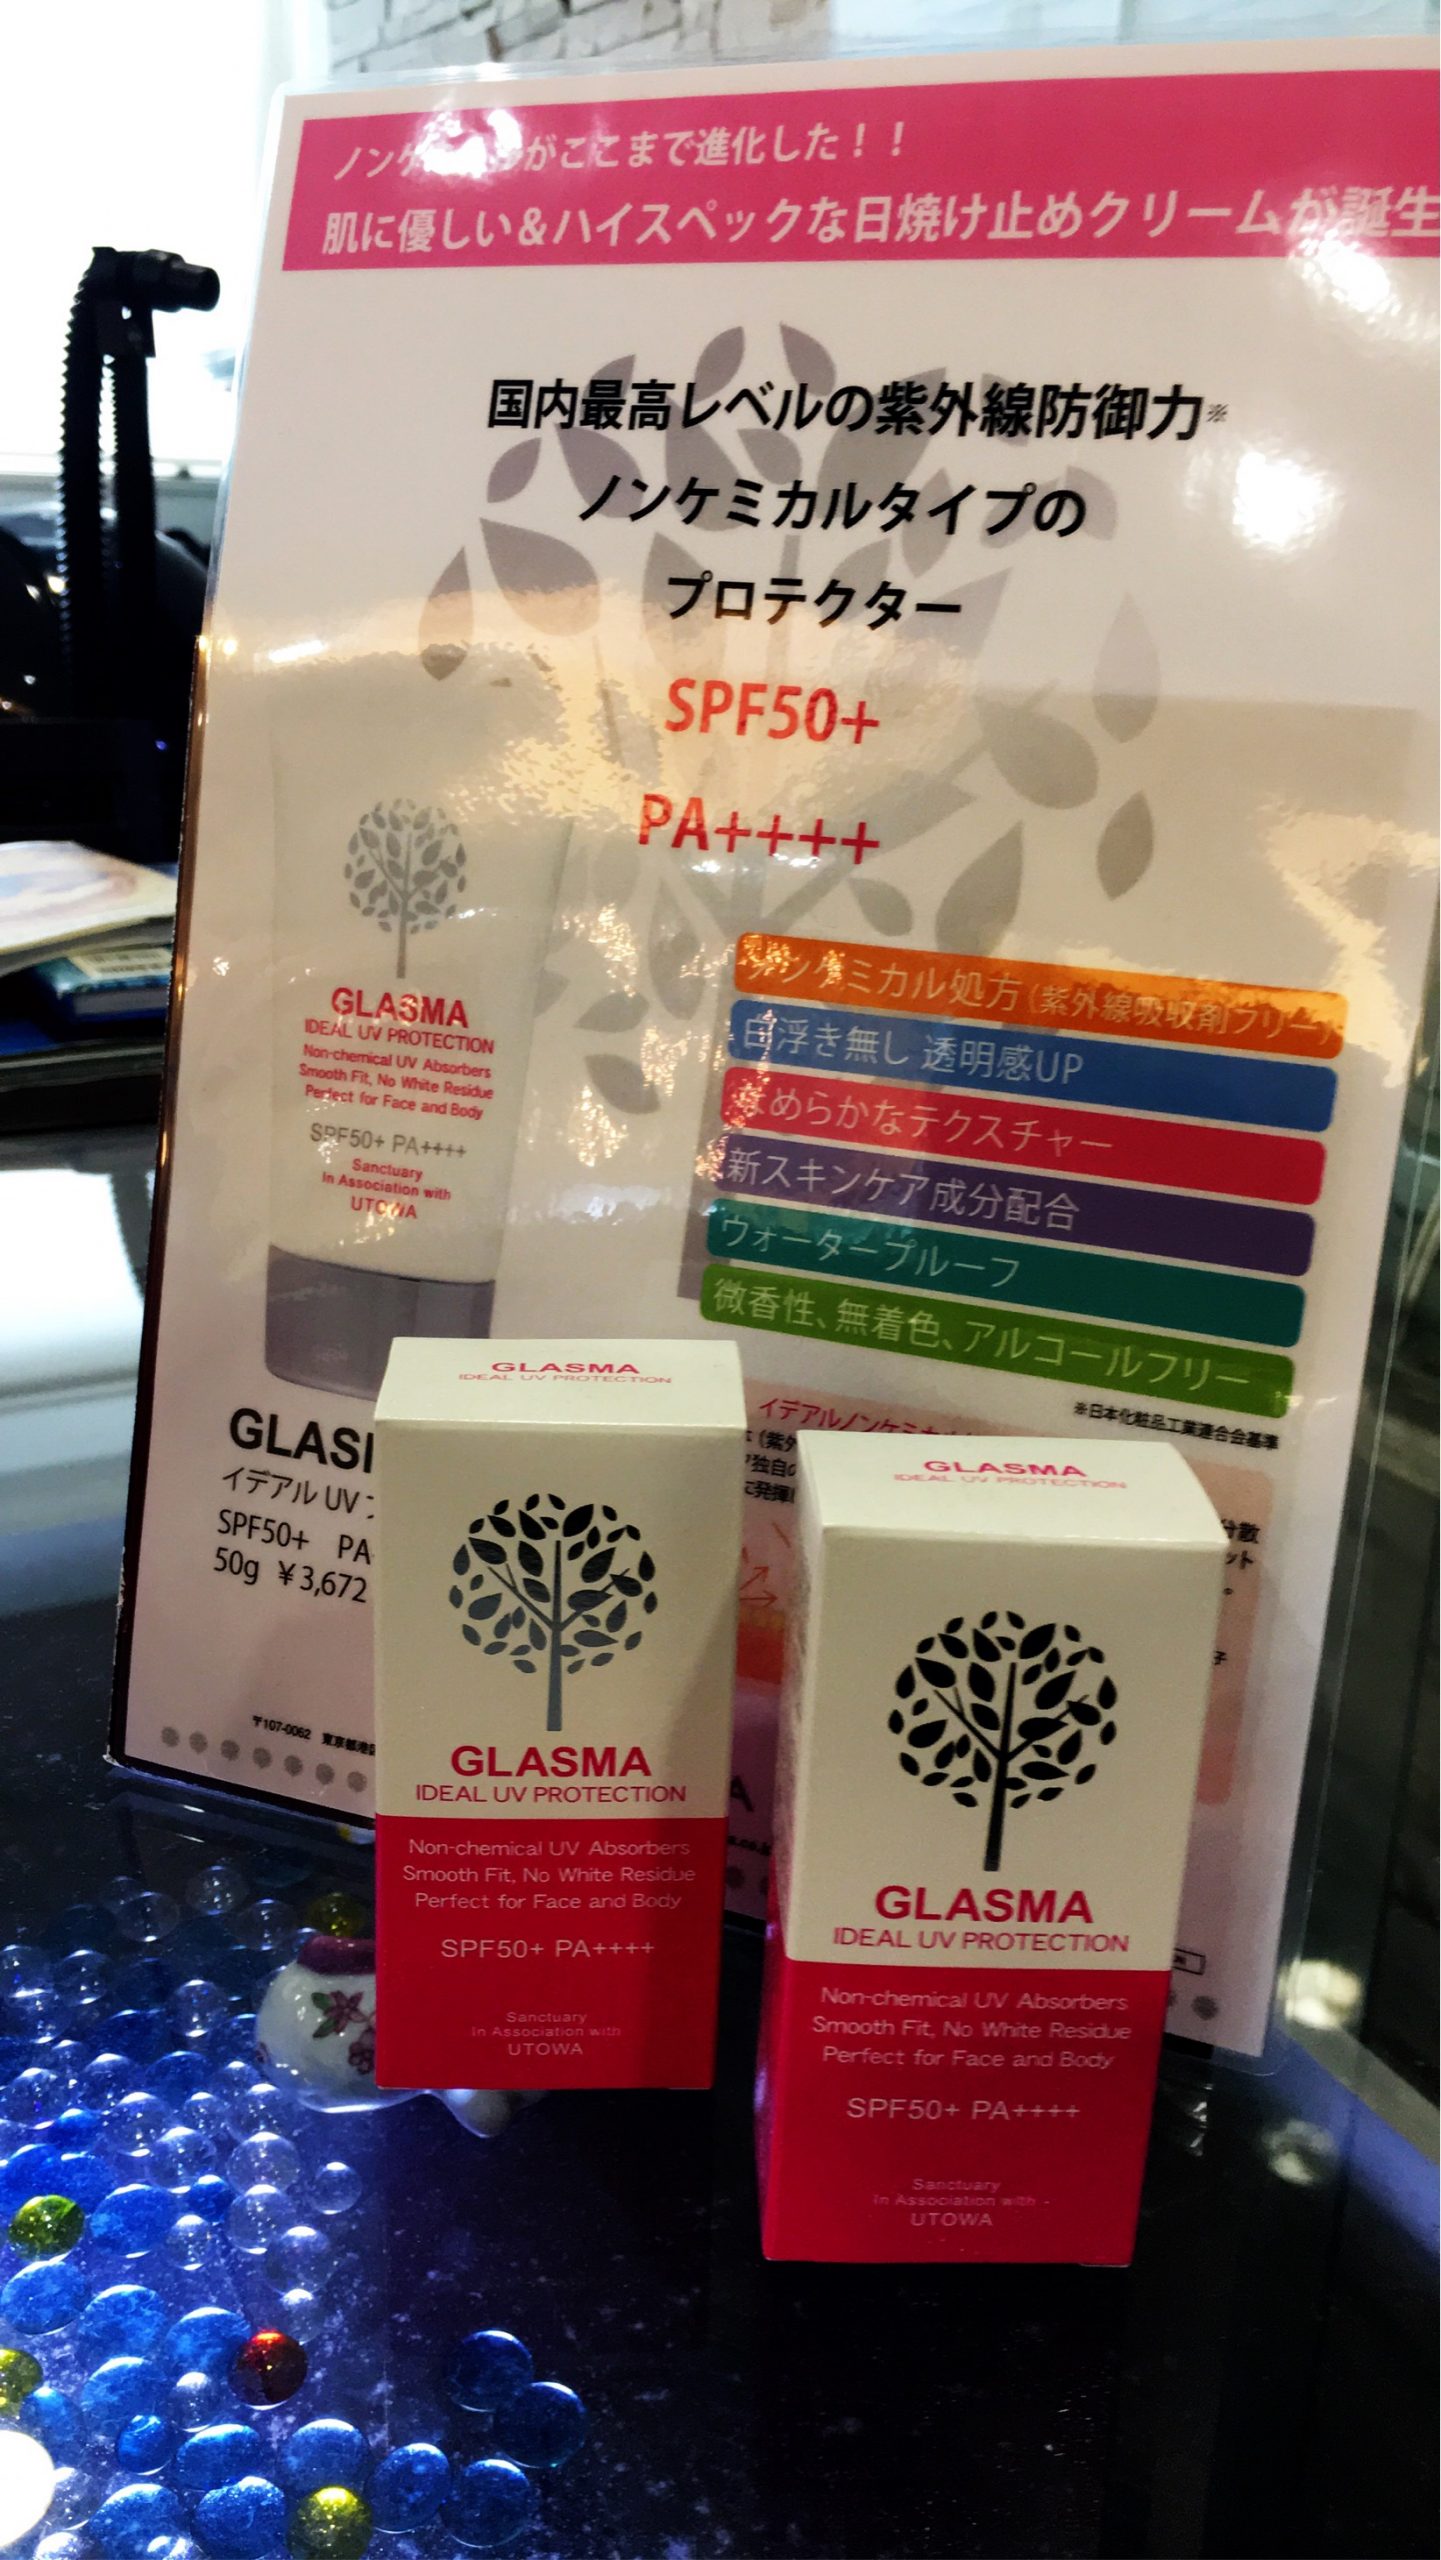 がここまで進化した！！
肌に優しい＆ハイスペックな日焼け止めクリームが誕生
国内最高レベルの紫外線防御力※
ノンケミカルタイプの
プロテクター
SPF50+
PA++++
ノンケミカル処方（紫外線吸収剤フリー）
白浮き無し 透明感UP
なめらかなテクスチャー
新スキンケア成分配合
ウォータープルーフ
微香性、無着色、アルコールフリー
※日本化粧品工業連合会基準
GLASMA
IDEAL UV PROTECTION
Non-chemical UV Absorbers
Smooth Fit, No White Residue
Perfect for Face and Body
SPF50+ PA++++
Sanctuary
In Association with
UTOWA
イデアル UV
SPF50+ PA
50g ￥3,672
〒107-0062 東京都港区
GLASMA
IDEAL UV PROTECTION
GLASMA
IDEAL UV PROTECTION
Non-chemical UV Absorbers
Smooth Fit, No White Residue
Perfect for Face and Body
SPF50+ PA++++
Sanctuary
In Association with
UTOWA
GLASMA
IDEAL UV PROTECTION
GLASMA
IDEAL UV PROTECTION
Non-chemical UV Absorbers
Smooth Fit, No White Residue
Perfect for Face and Body
SPF50+ PA++++
Sanctuary
In Association with
UTOWA